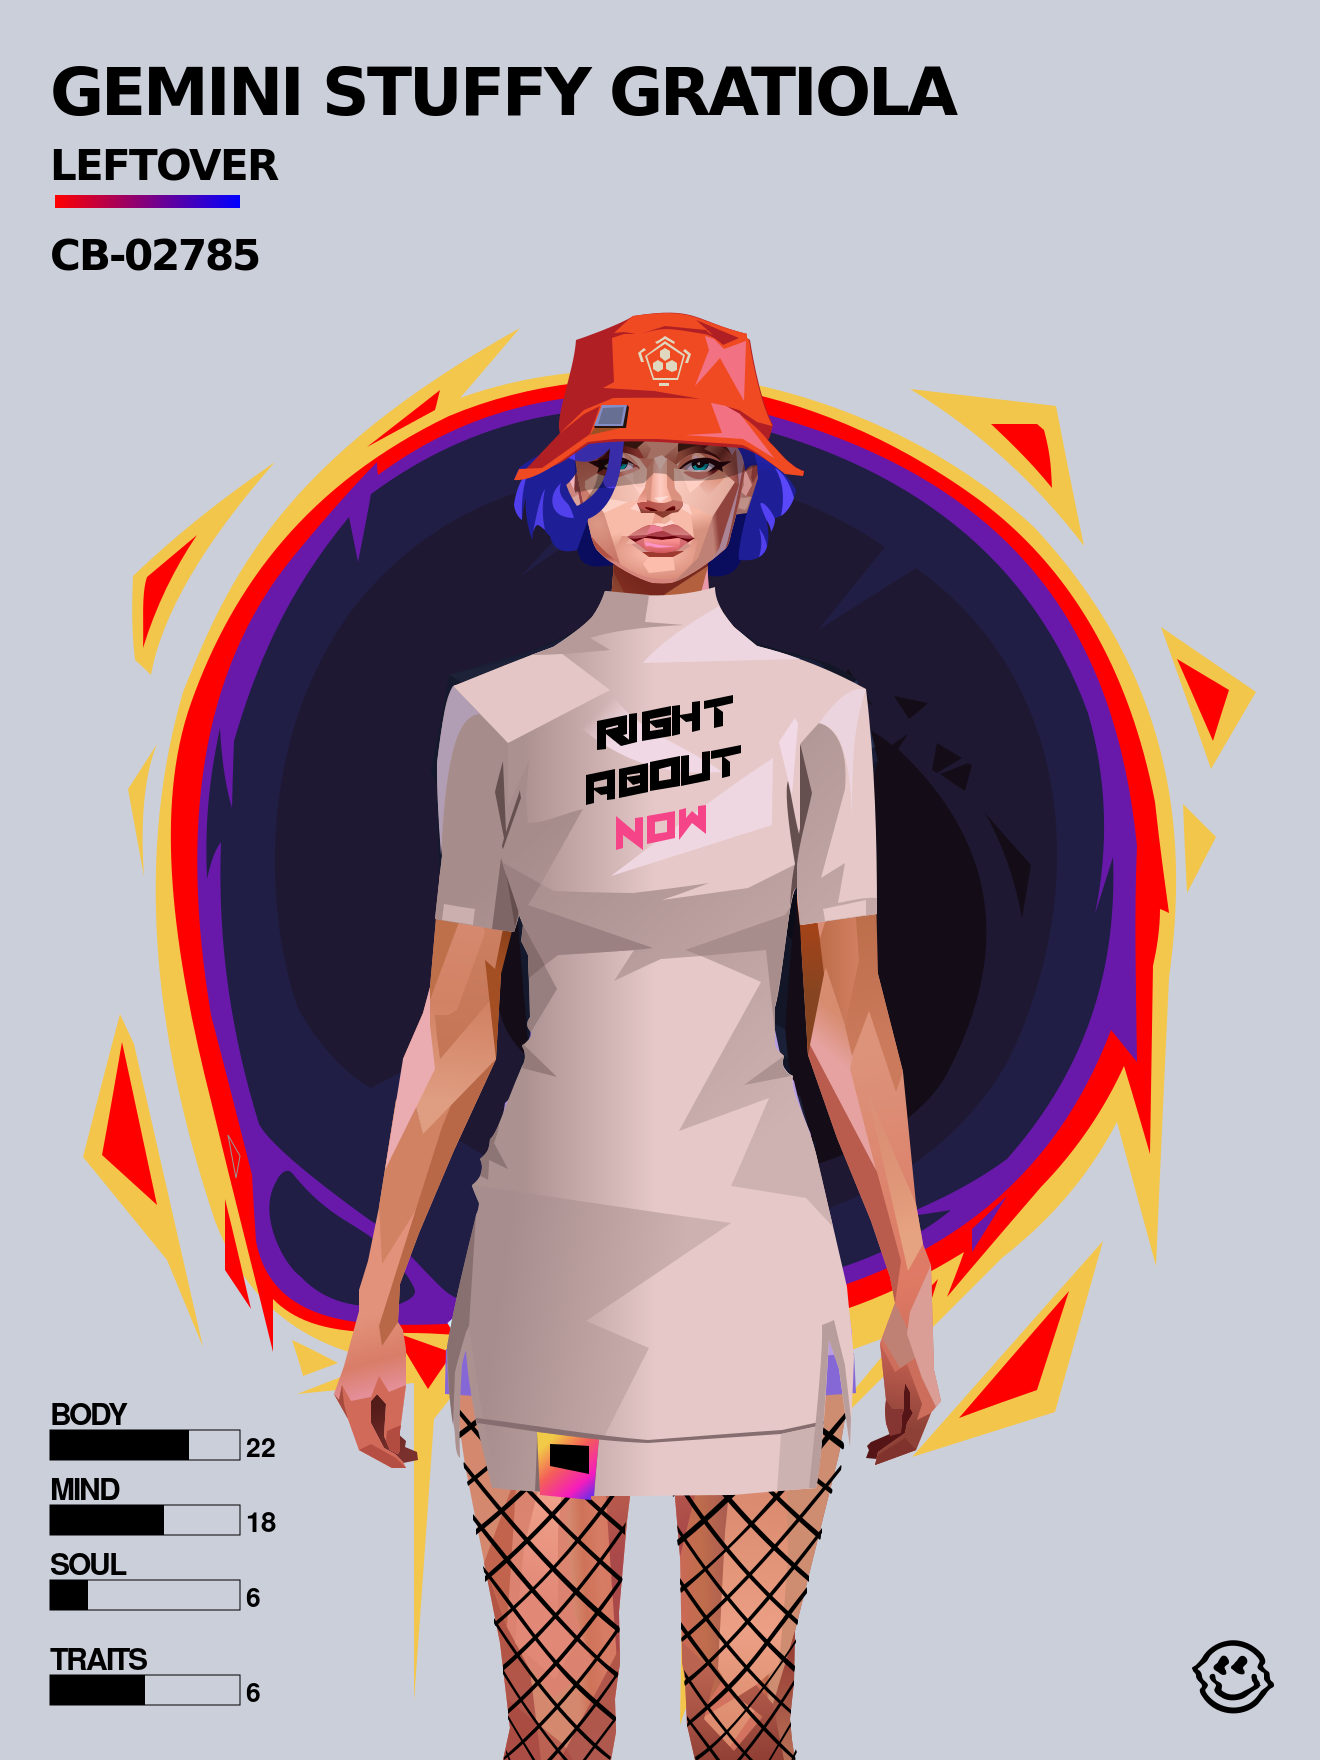 GEMINI STUFFY GRATIOLA
LEFTOVER
CB-02785
RIGHT
ABOUT
NOW
BODY
22
MIND
18
SOUL
6
TRAITS
6